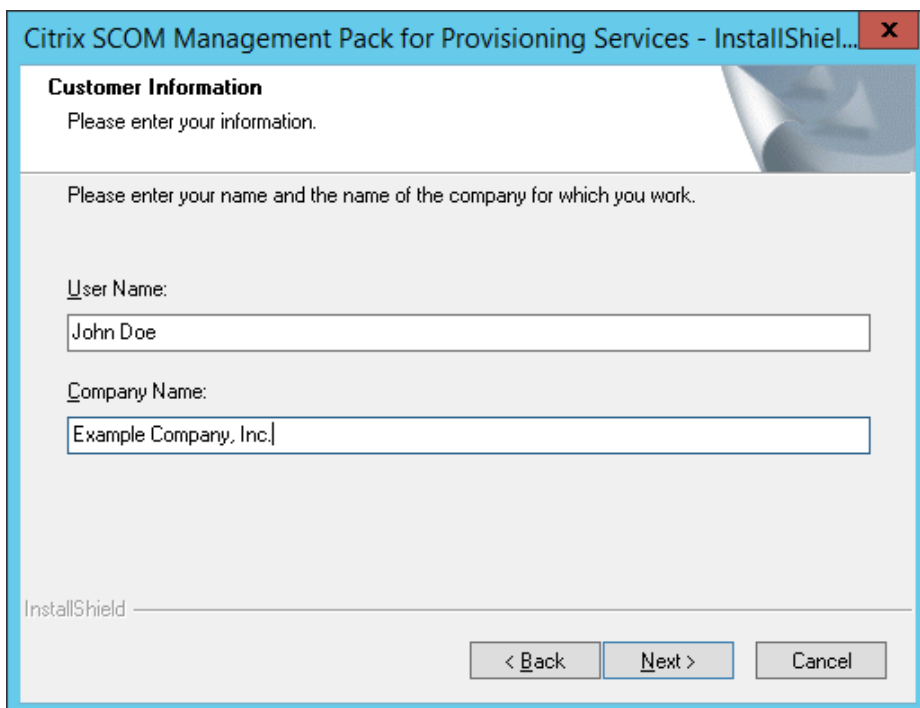 Citrix SCOM Management Pack for Provisioning Services - InstallShiel...
x
Customer Information
Please enter your information.
Please enter your name and the name of the company for which you work.
User Name:
John Doe
Company Name:
Example Company, Inc.
InstallShield
< Back
Next >
Cancel